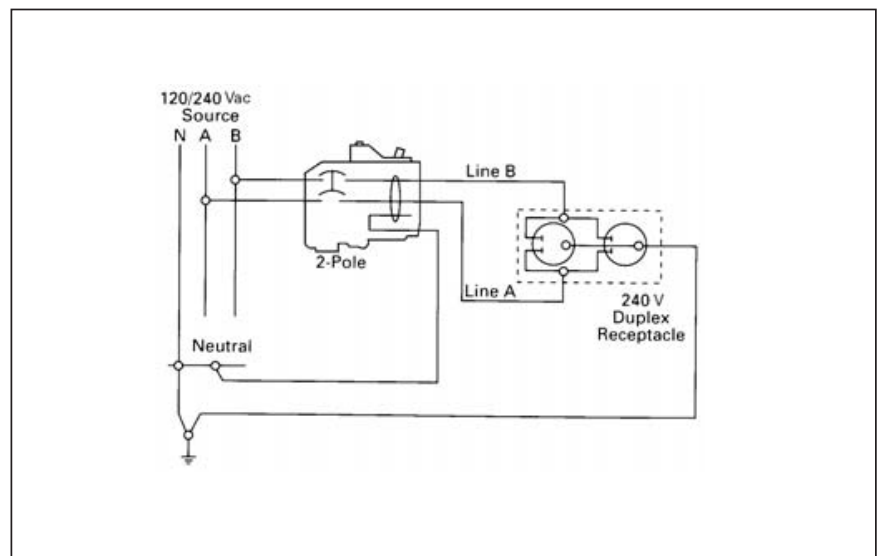 120/240 Vac
Source
N A B
Line B
2-Pole
Line A
240 V
Duplex
Receptacle
Neutral